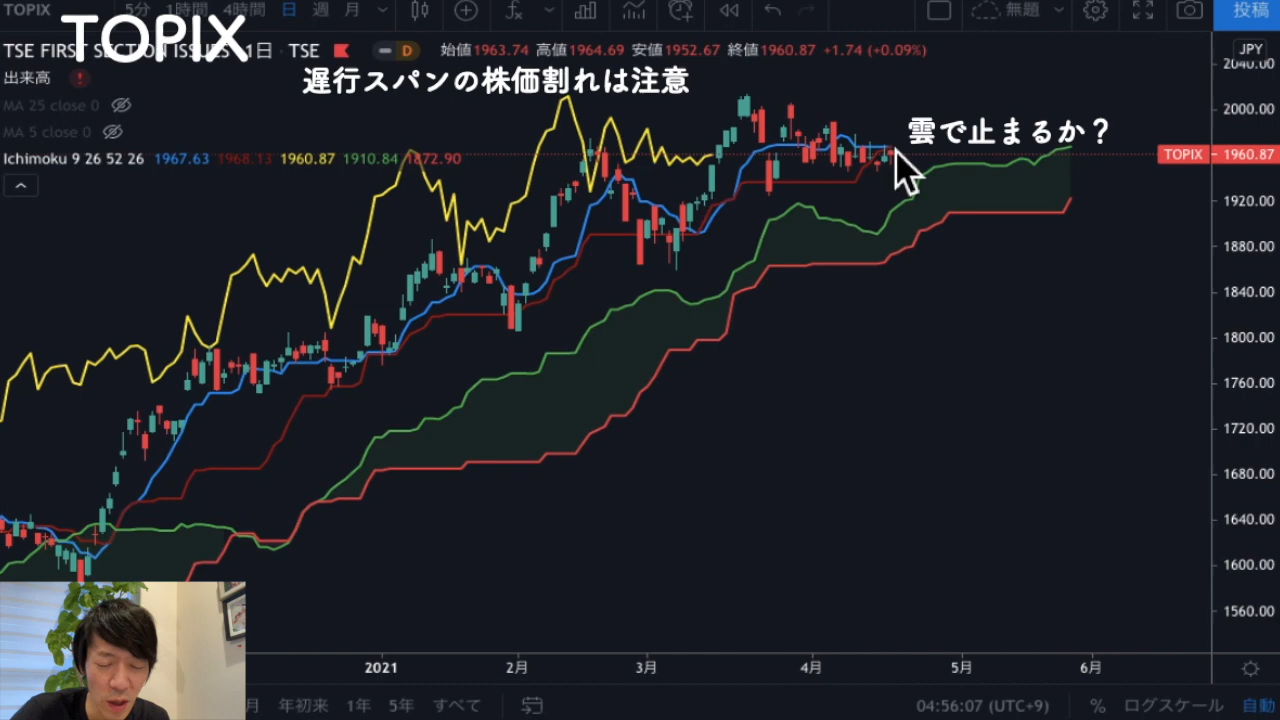 TOPIX 5分 1時間 4時間 日 週 月 無題 投稿
TOPIX
TSE FIRST SECTION ISSUES 1日 TSE D 始値1963.74 高値1964.69 安値1952.67 終値1960.87 +1.74 (+0.09%)
JPY
出来高
遅行スパンの株価割れは注意
MA 25 close 0
MA 5 close 0
雲で止まるか？
Ichimoku 9 26 52 26 1967.63 1968.13 1960.87 1910.84 1872.90
TOPIX 1960.87
2040.00
2000.00
1920.00
1880.00
1840.00
1800.00
1760.00
1720.00
1680.00
1640.00
1600.00
1560.00
2021 2月 3月 4月 5月 6月
月 年初来 1年 5年 すべて 04:56:07 (UTC+9) % ログスケール 自動